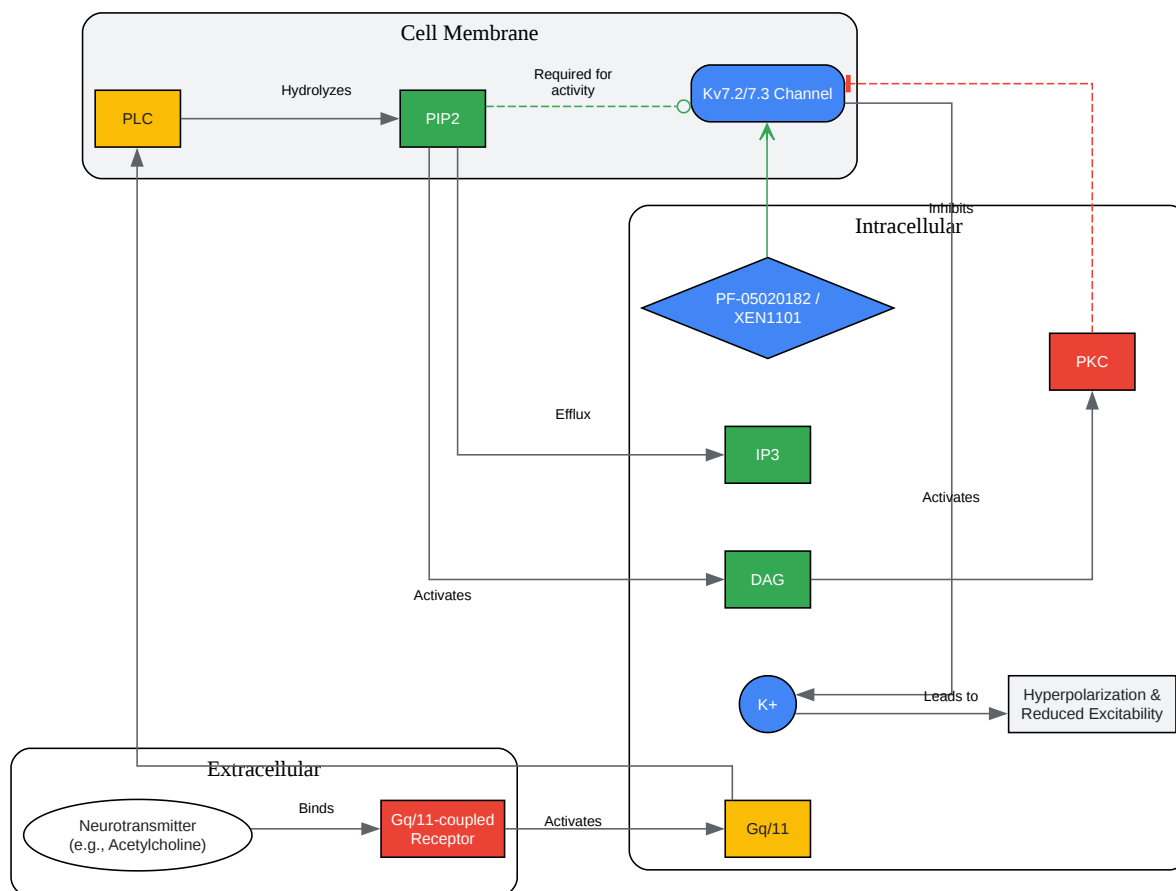 Cell Membrane
Required for
activity
Hydrolyzes
Kv7.2/7.3 Channel
PLC
PIP2
Inhibits
Intracellular
PF-05020182 /
XEN1101
PKC
Efflux
IP3
Activates
DAG
Activates
K+
Leads to
Hyperpolarization &
Reduced Excitability
Extracellular
Neurotransmitter
(e.g., Acetylcholine)
Binds
Gq/11-coupled
Receptor
Activates
Gq/11